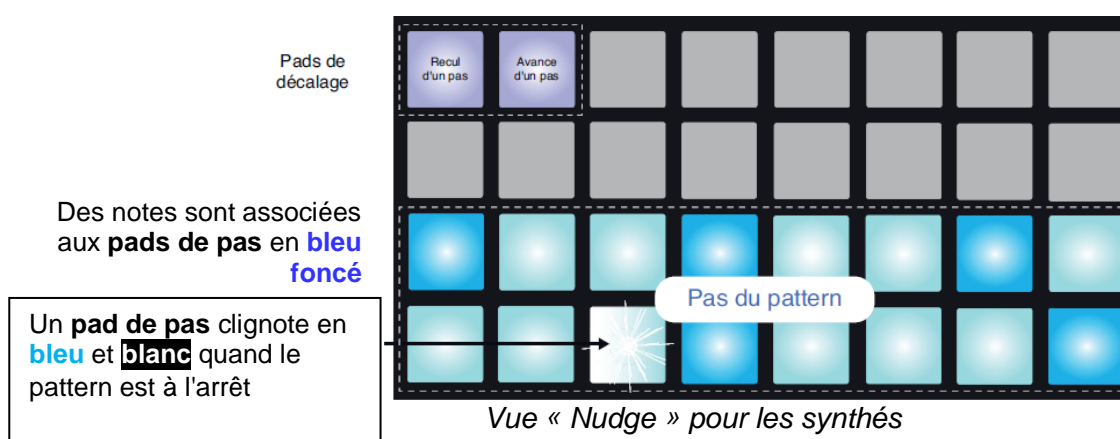 Pads de
décalage
Recul
d'un pas
Avance
d'un pas
Des notes sont associées
aux pads de pas en bleu
foncé
Pas du pattern
Un pad de pas clignote en
bleu et blanc quand le
pattern est à l'arrêt
Vue « Nudge » pour les synthés